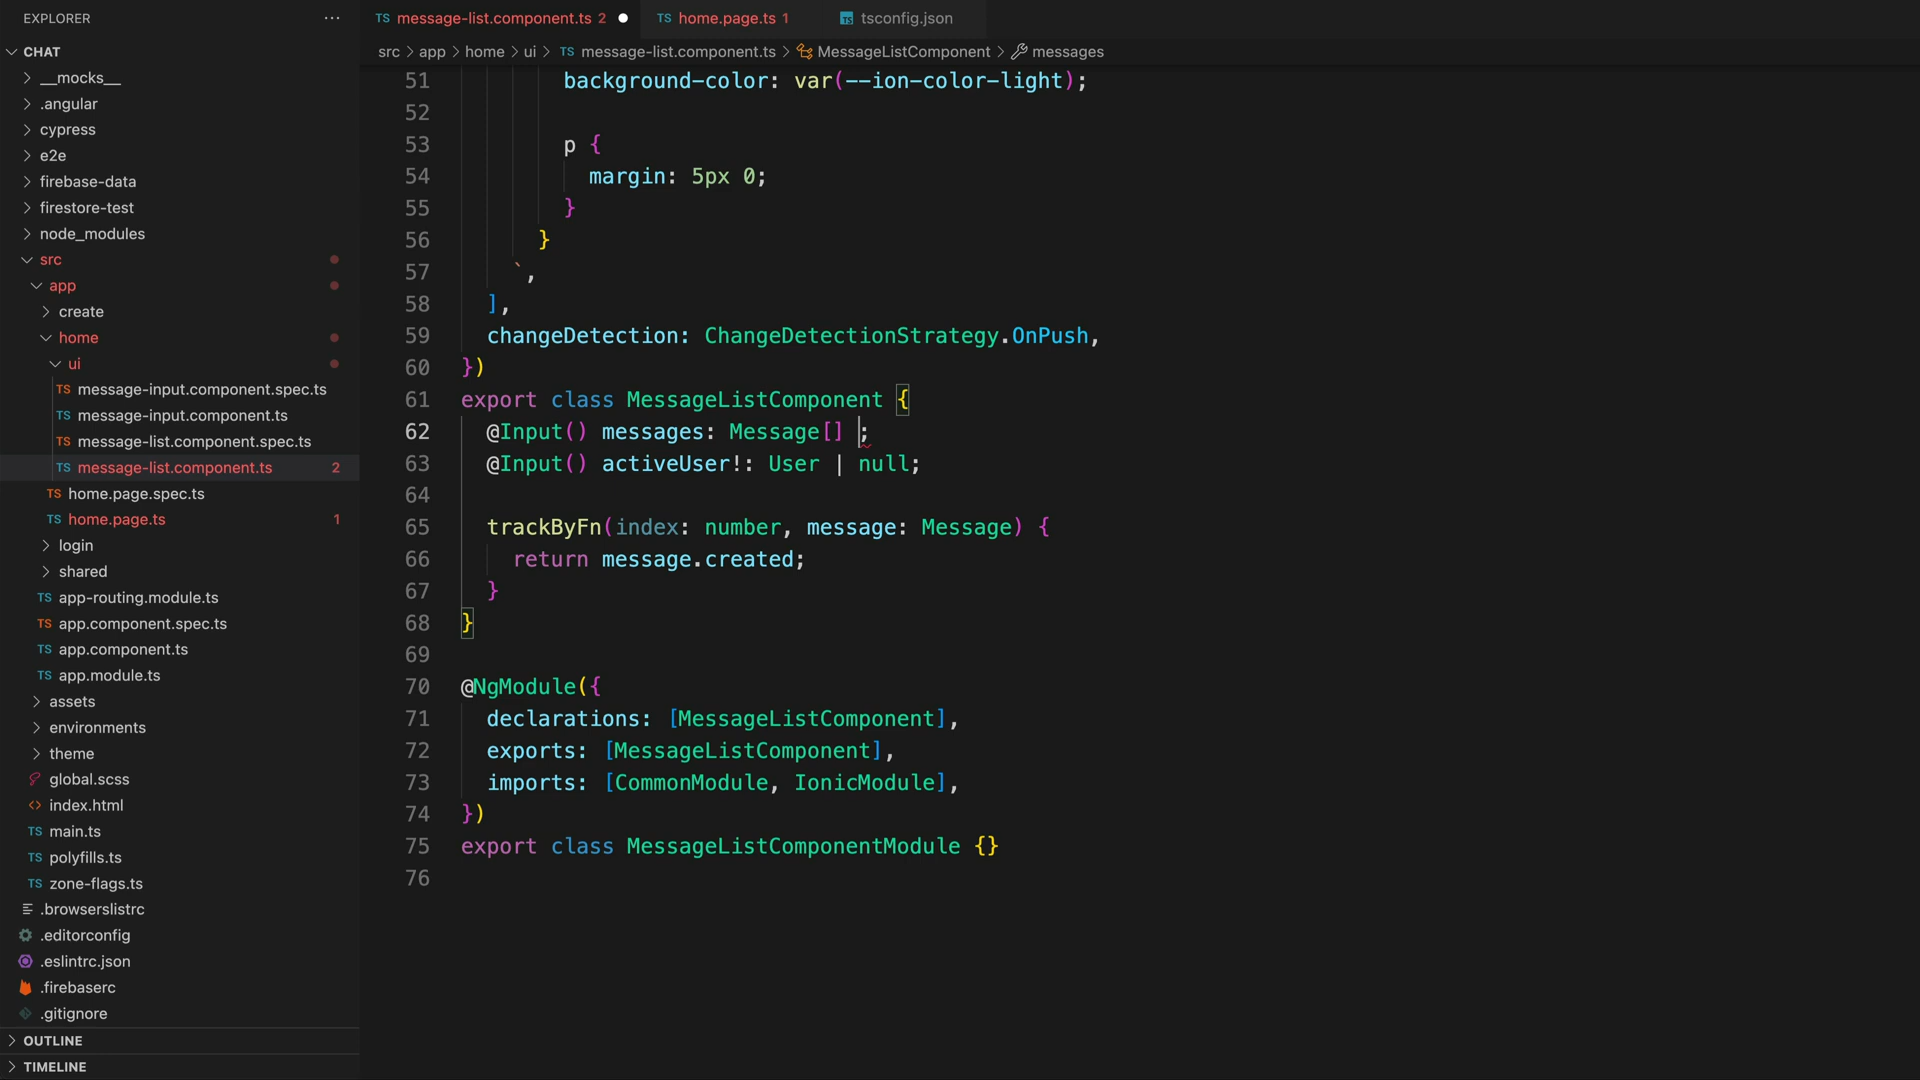 EXPLORER
CHAT
__mocks__
.angular
cypress
e2e
firebase-data
firestore-test
node_modules
src
app
create
home
ui
TS message-input.component.spec.ts
TS message-input.component.ts
TS message-list.component.spec.ts
TS message-list.component.ts 2
TS home.page.spec.ts
TS home.page.ts 1
login
shared
TS app-routing.module.ts
TS app.component.spec.ts
TS app.component.ts
TS app.module.ts
assets
environments
theme
global.scss
<> index.html
TS main.ts
TS polyfills.ts
TS zone-flags.ts
.browserslistrc
.editorconfig
.eslintrc.json
.firebaserc
.gitignore
OUTLINE
TIMELINE
TS message-list.component.ts 2
TS home.page.ts 1
TS tsconfig.json
src > app > home > ui > TS message-list.component.ts > MessageListComponent > messages
51 background-color: var(--ion-color-light);
52
53 p {
54 margin: 5px 0;
55 }
56 }
57 `,
58 ],
59 changeDetection: ChangeDetectionStrategy.OnPush,
60 })
61 export class MessageListComponent {
62 @Input() messages: Message[] ;
63 @Input() activeUser!: User | null;
64
65 trackByFn(index: number, message: Message) {
66 return message.created;
67 }
68 }
69
70 @NgModule({
71 declarations: [MessageListComponent],
72 exports: [MessageListComponent],
73 imports: [CommonModule, IonicModule],
74 })
75 export class MessageListComponentModule {}
76